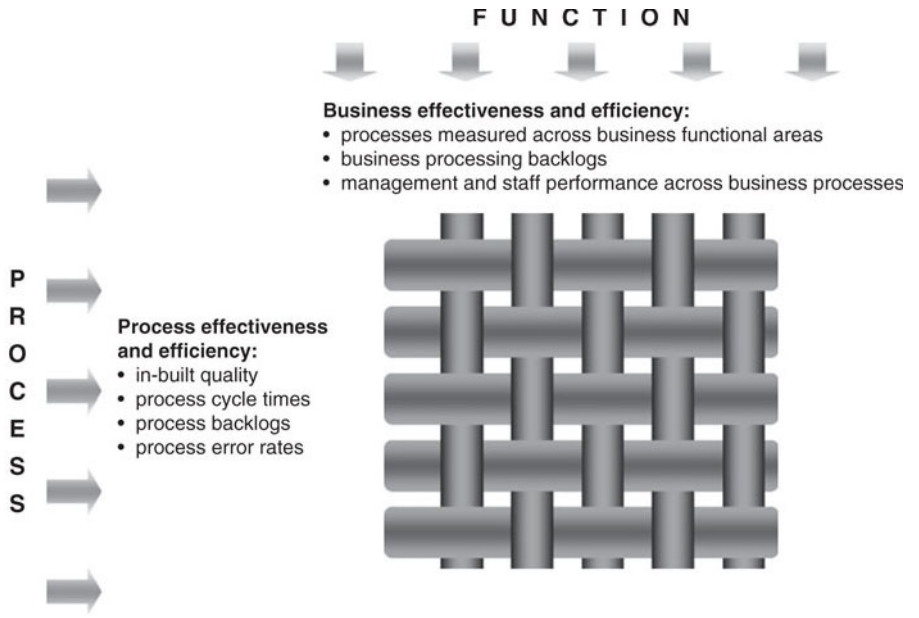 FUNCTION
Business effectiveness and efficiency:
• processes measured across business functional areas
• business processing backlogs
• management and staff performance across business processes
PROCESS
Process effectiveness
and efficiency:
• in-built quality
• process cycle times
• process backlogs
• process error rates